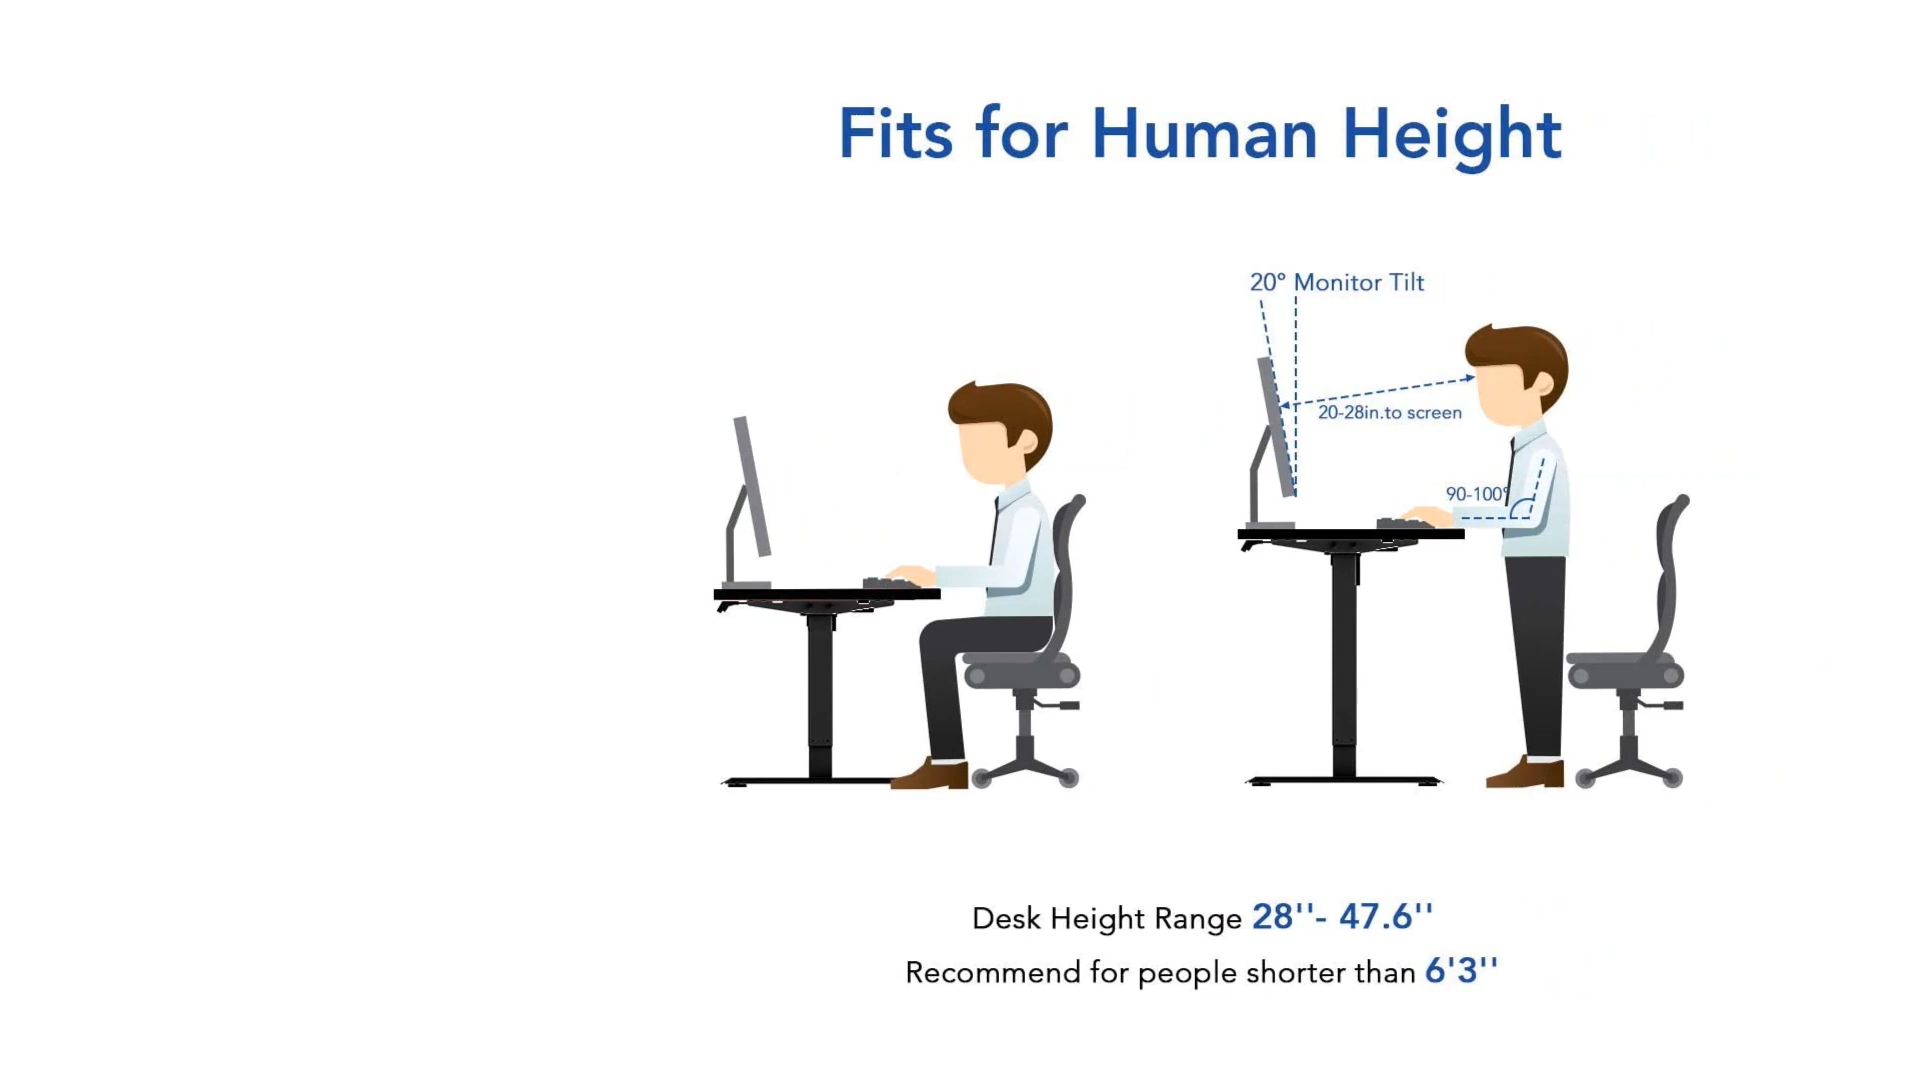 Fits for Human Height
20° Monitor Tilt
20-28in.to screen
90-100°
Desk Height Range 28''- 47.6''
Recommend for people shorter than 6'3''